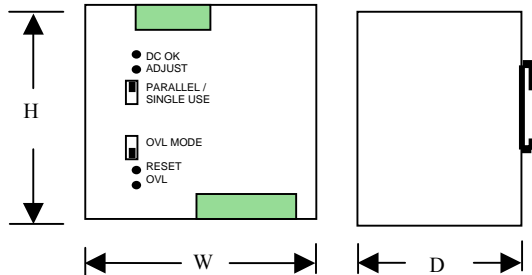 DC OK
ADJUST
PARALLEL /
SINGLE USE
H
OVL MODE
RESET
OVL
W
D